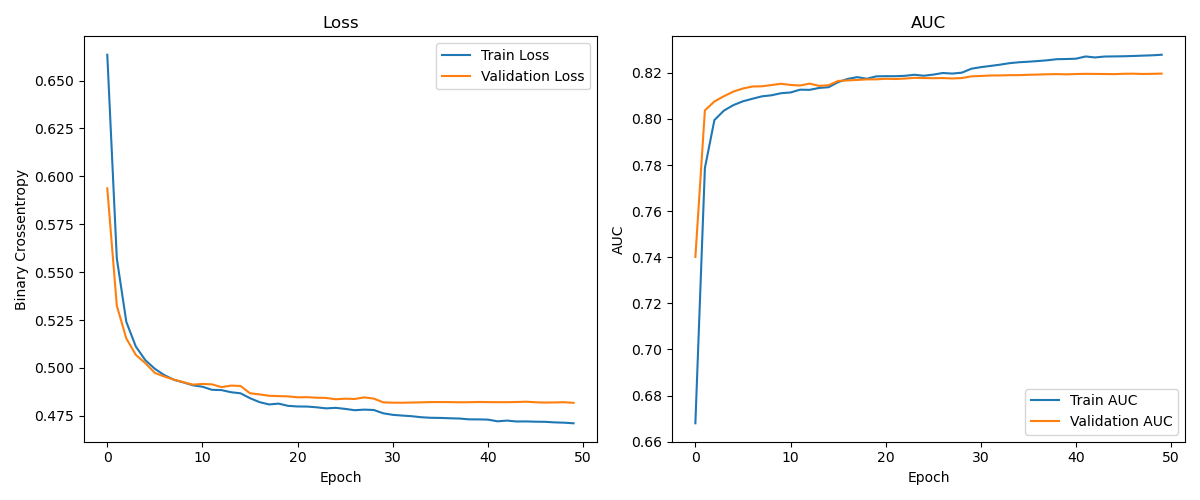 Loss
Train Loss
Validation Loss
0.650
0.625
0.600
0.575
0.550
0.525
0.500
0.475
Binary Crossentropy
0
10
20
30
40
50
Epoch
AUC
0.82
0.80
0.78
0.76
0.74
0.72
0.70
0.68
0.66
AUC
Train AUC
Validation AUC
0
10
20
30
40
50
Epoch